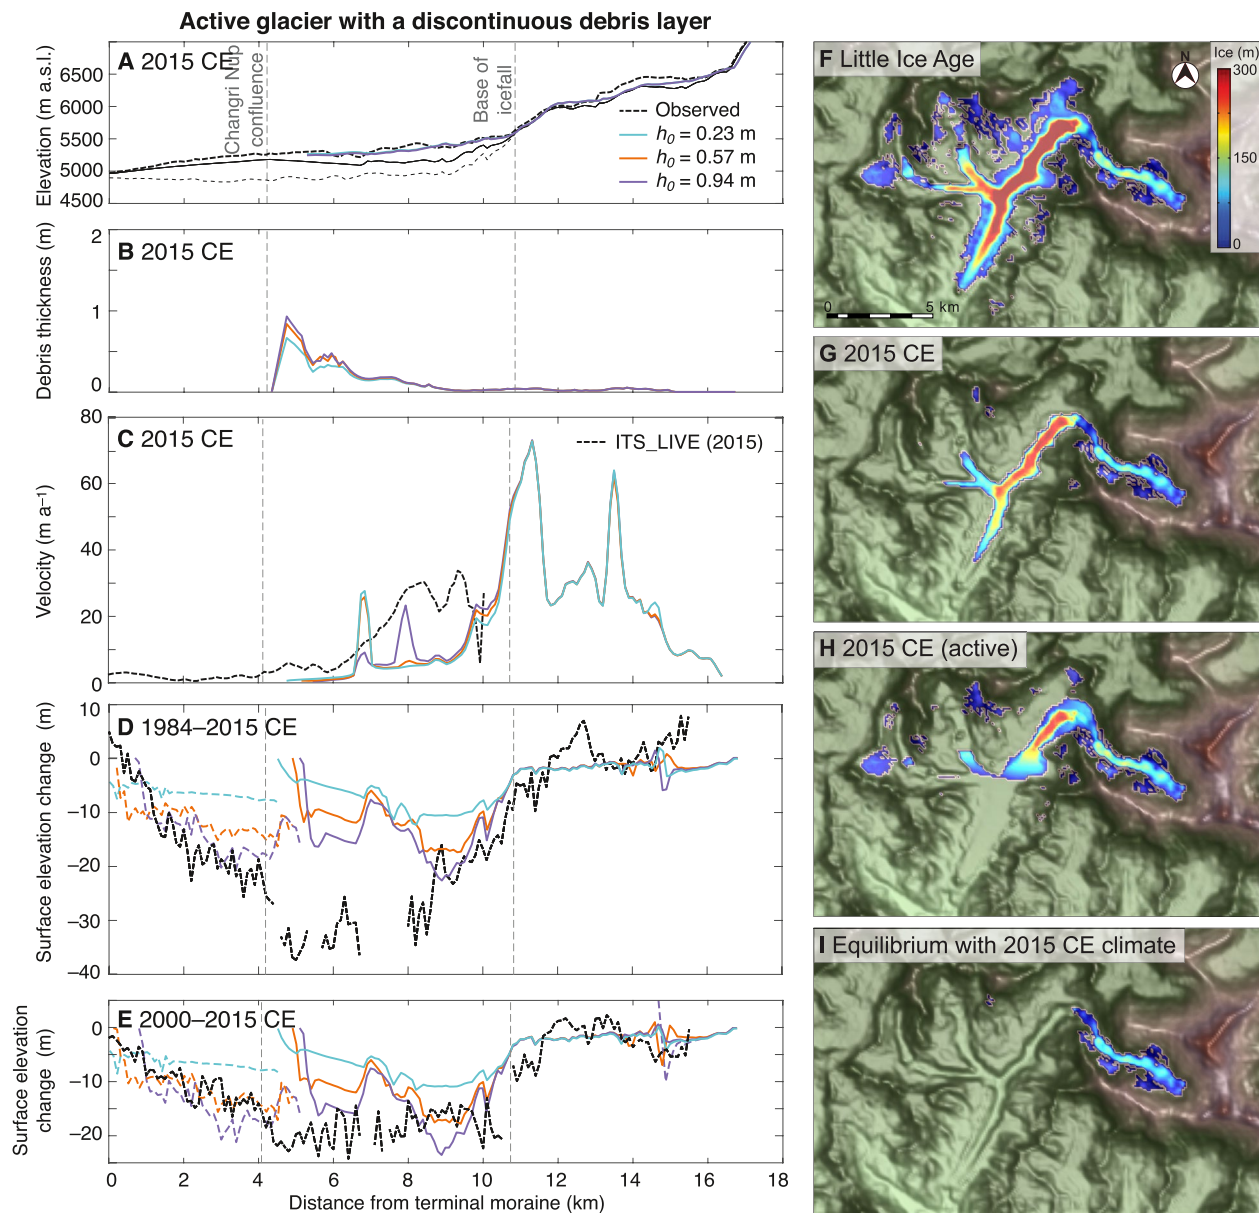 Active glacier with a discontinuous debris layer
A 2015 CE
Changri Nup
confluence
Base of
icefall
Observed
h0 = 0.23 m
h0 = 0.57 m
h0 = 0.94 m
Elevation (m a.s.l.)
6500
6000
5500
5000
4500
B 2015 CE
Debris thickness (m)
2
1
0
C 2015 CE
ITS_LIVE (2015)
Velocity (m a⁻¹)
80
60
40
20
0
D 1984–2015 CE
Surface elevation change (m)
10
0
−10
−20
−30
−40
E 2000–2015 CE
Surface elevation
change (m)
0
−10
−20
0 2 4 6 8 10 12 14 16 18
Distance from terminal moraine (km)
F Little Ice Age
N
Ice (m)
300
150
0
0 5 km
G 2015 CE
H 2015 CE (active)
I Equilibrium with 2015 CE climate